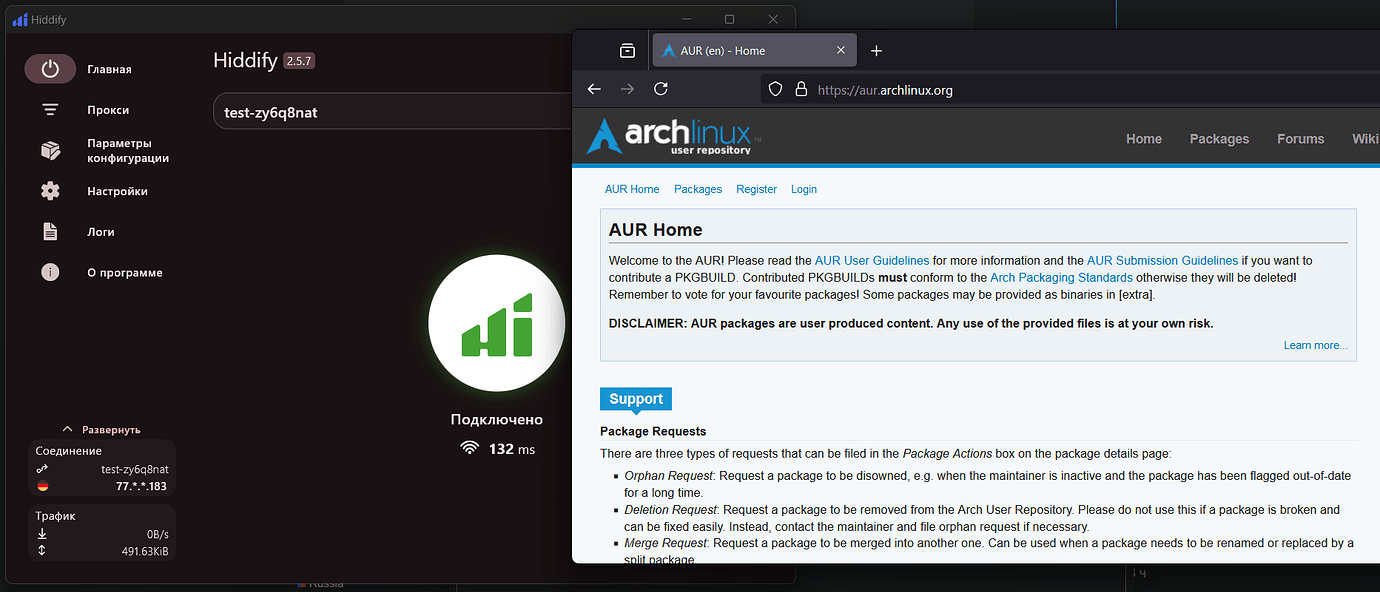 Hiddify
Главная
Прокси
Параметры
конфигурации
Настройки
Логи
О программе
Развернуть
Соединение
test-zy6q8nat
77.*.*.183
Трафик
0B/s
491.63KiB
Hiddify 2.5.7
test-zy6q8nat
Подключено
132 ms
Russia
AUR (en) - Home
https://aur.archlinux.org
archlinux
user repository
Home Packages Forums Wiki
AUR Home Packages Register Login
AUR Home
Welcome to the AUR! Please read the AUR User Guidelines for more information and the AUR Submission Guidelines if you want to
contribute a PKGBUILD. Contributed PKGBUILDs must conform to the Arch Packaging Standards otherwise they will be deleted!
Remember to vote for your favourite packages! Some packages may be provided as binaries in [extra].
DISCLAIMER: AUR packages are user produced content. Any use of the provided files is at your own risk.
Learn more...
Support
Package Requests
There are three types of requests that can be filed in the Package Actions box on the package details page:
Orphan Request: Request a package to be disowned, e.g. when the maintainer is inactive and the package has been flagged out-of-date
for a long time.
Deletion Request: Request a package to be removed from the Arch User Repository. Please do not use this if a package is broken and
can be fixed easily. Instead, contact the maintainer and file orphan request if necessary.
Merge Request: Request a package to be merged into another one. Can be used when a package needs to be renamed or replaced by a
split package